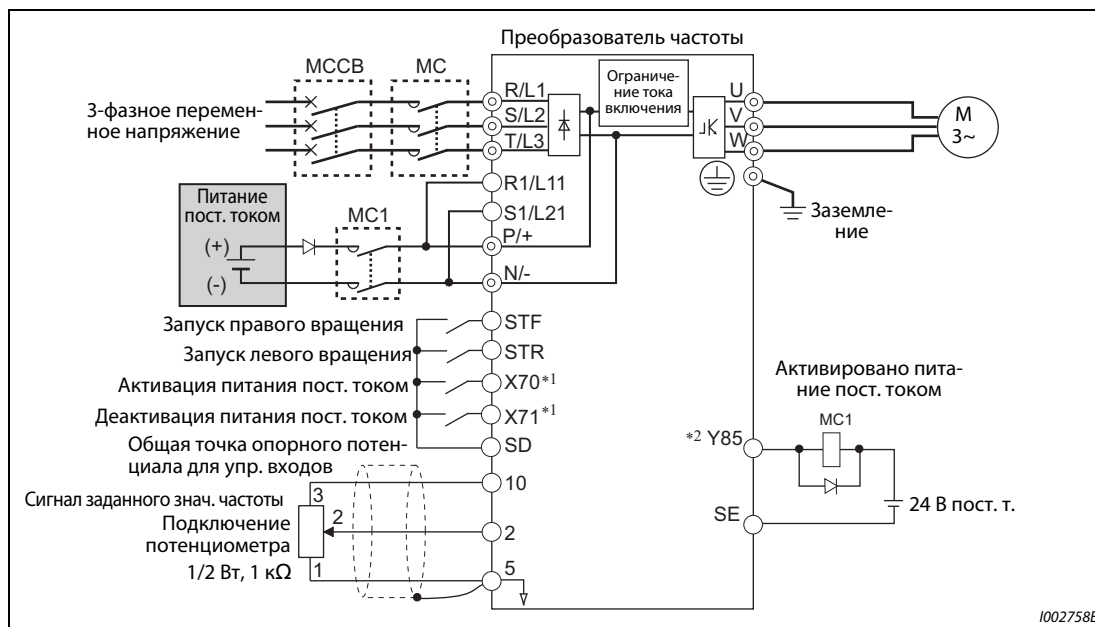 Преобразователь частоты
MCCB
MC
3-фазное перемен-
ное напряжение
R/L1
S/L2
T/L3
R1/L11
S1/L21
P/+
N/-
Ограниче-
ние тока
включения
U
V
W
M
3~
Заземле-
ние
Питание
пост. током
(+)
(-)
MC1
Запуск правого вращения
STF
Запуск левого вращения
STR
Активация питания пост. током
X70*1
Деактивация питания пост. током
X71*1
Общая точка опорного потен-
циала для упр. входов
SD
Сигнал заданного знач. частоты
Подключение
потенциометра
1/2 Вт, 1 кΩ
3
2
1
10
2
5
Активировано пита-
ние пост. током
MC1
*2 Y85
SE
24 В пост. т.
I002758E